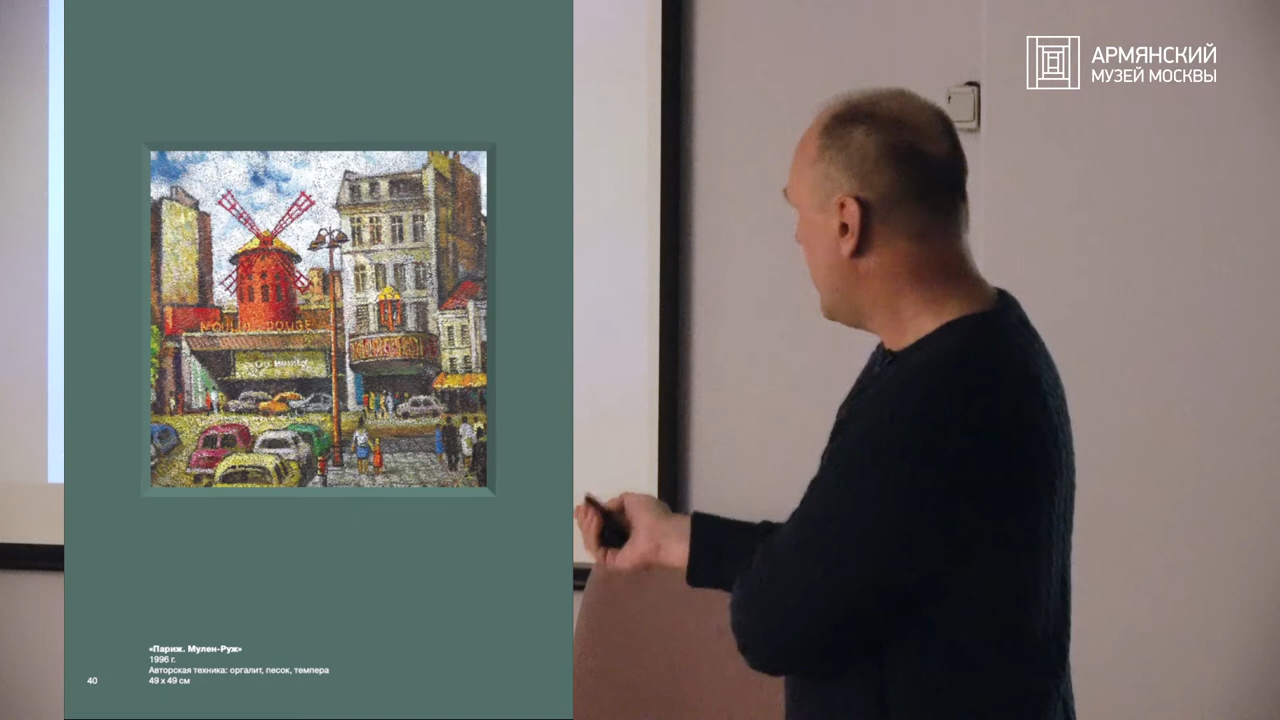 АРМЯНСКИЙ
МУЗЕЙ МОСКВЫ
MOULIN ROUGE
«Париж. Мулен-Руж»
1996 г.
Авторская техника: оргалит, песок, темпера
49 x 49 см
40